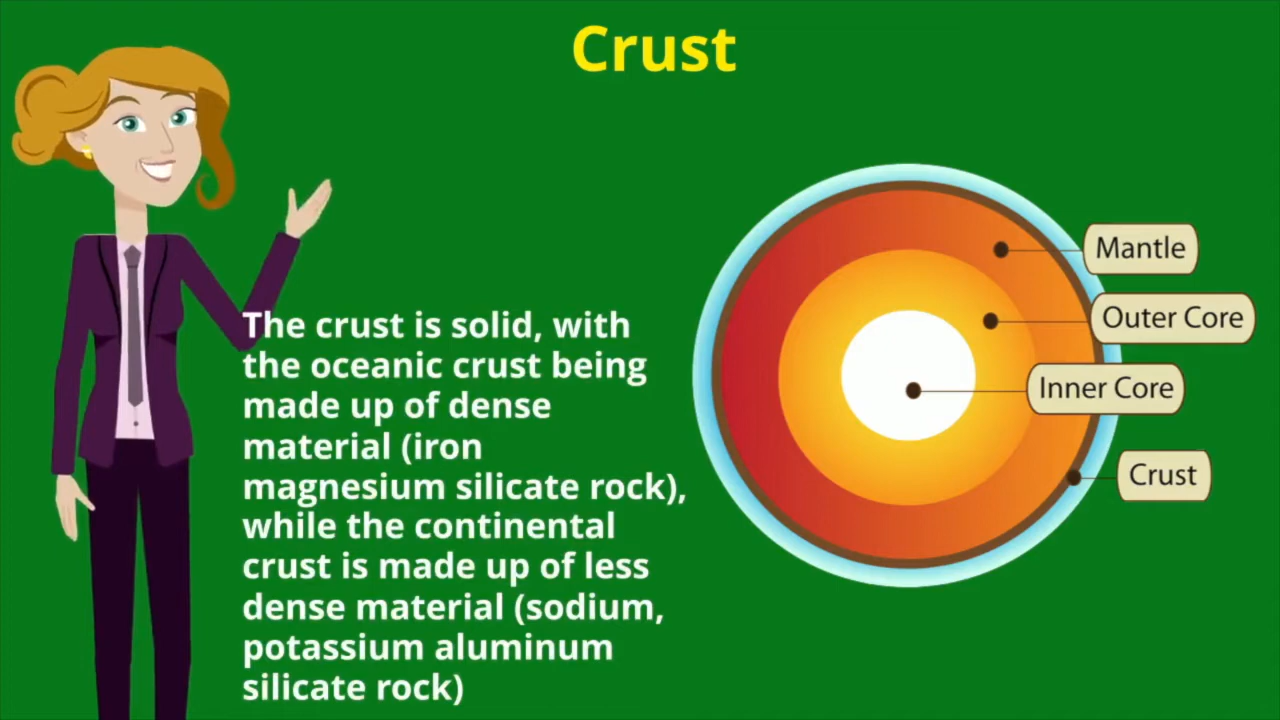 Crust
The crust is solid, with
the oceanic crust being
made up of dense
material (iron
magnesium silicate rock),
while the continental
crust is made up of less
dense material (sodium,
potassium aluminum
silicate rock)
Mantle
Outer Core
Inner Core
Crust